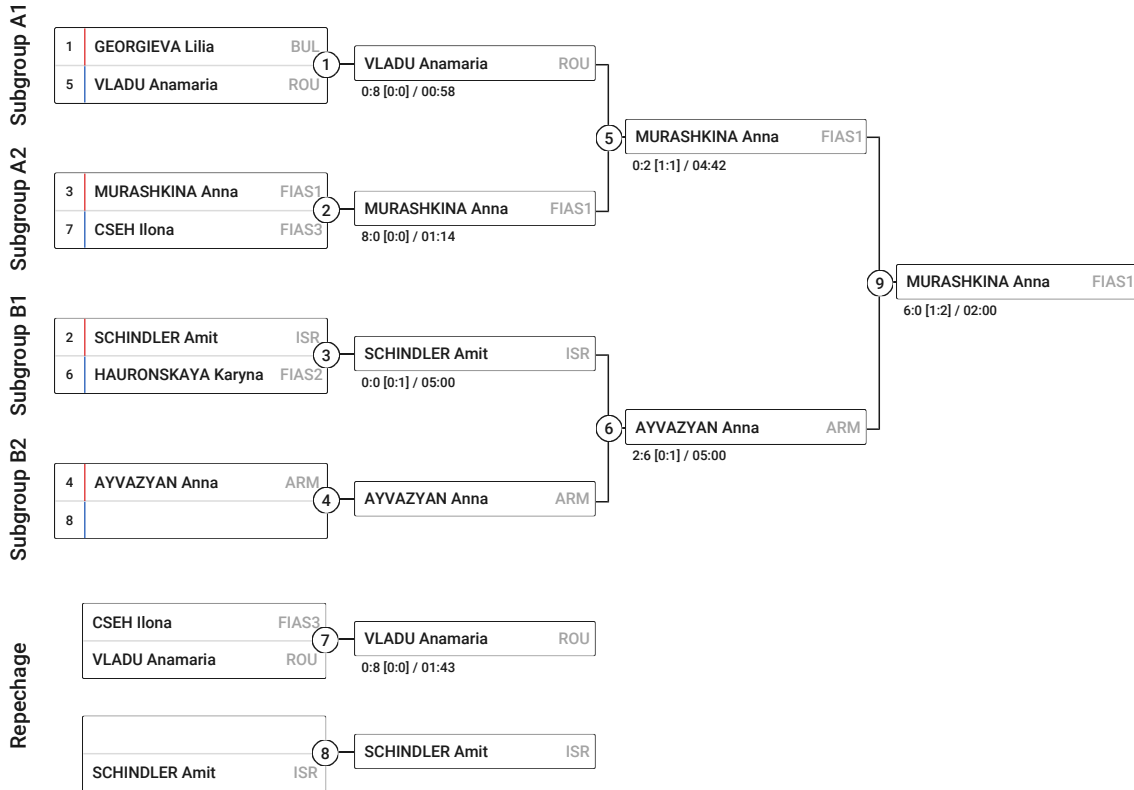 Subgroup A1
1 GEORGIEVA Lilia BUL
5 VLADU Anamaria ROU
1
VLADU Anamaria ROU
0:8 [0:0] / 00:58
Subgroup A2
3 MURASHKINA Anna FIAS1
7 CSEH Ilona FIAS3
2
MURASHKINA Anna FIAS1
8:0 [0:0] / 01:14
5
MURASHKINA Anna FIAS1
0:2 [1:1] / 04:42
Subgroup B1
2 SCHINDLER Amit ISR
6 HAURONSKAYA Karyna FIAS2
3
SCHINDLER Amit ISR
0:0 [0:1] / 05:00
Subgroup B2
4 AYVAZYAN Anna ARM
8
4
AYVAZYAN Anna ARM
6
AYVAZYAN Anna ARM
2:6 [0:1] / 05:00
9
MURASHKINA Anna FIAS1
6:0 [1:2] / 02:00
Repechage
CSEH Ilona FIAS3
VLADU Anamaria ROU
7
VLADU Anamaria ROU
0:8 [0:0] / 01:43
SCHINDLER Amit ISR
8
SCHINDLER Amit ISR